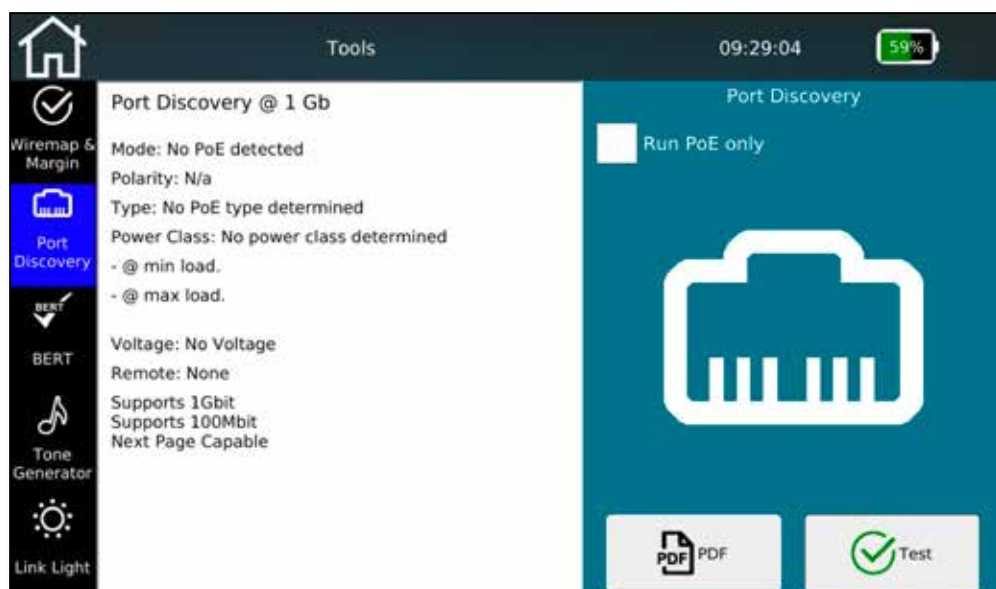 Tools
09:29:04
59%
Wiremap &
Margin
Port
Discovery
BERT
BERT
Tone
Generator
Link Light
Port Discovery @ 1 Gb
Mode: No PoE detected
Polarity: N/a
Type: No PoE type determined
Power Class: No power class determined
- @ min load.
- @ max load.
Voltage: No Voltage
Remote: None
Supports 1Gbit
Supports 100Mbit
Next Page Capable
Port Discovery
Run PoE only
PDF
PDF
Test